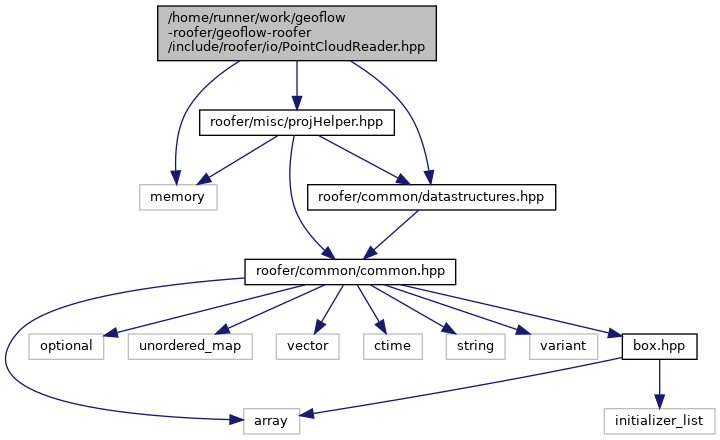 /home/runner/work/geoflow
-roofer/geoflow-roofer
/include/roofer/io/PointCloudReader.hpp
roofer/misc/projHelper.hpp
memory
roofer/common/datastructures.hpp
roofer/common/common.hpp
optional
unordered_map
vector
ctime
string
variant
box.hpp
array
initializer_list